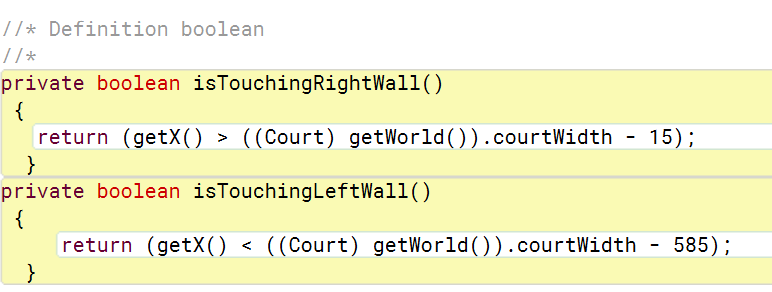 //* Definition boolean
//*
private boolean isTouchingRightWall()
{
return (getX() > ((Court) getWorld()).courtWidth - 15);
}
private boolean isTouchingLeftWall()
{
return (getX() < ((Court) getWorld()).courtWidth - 585);
}